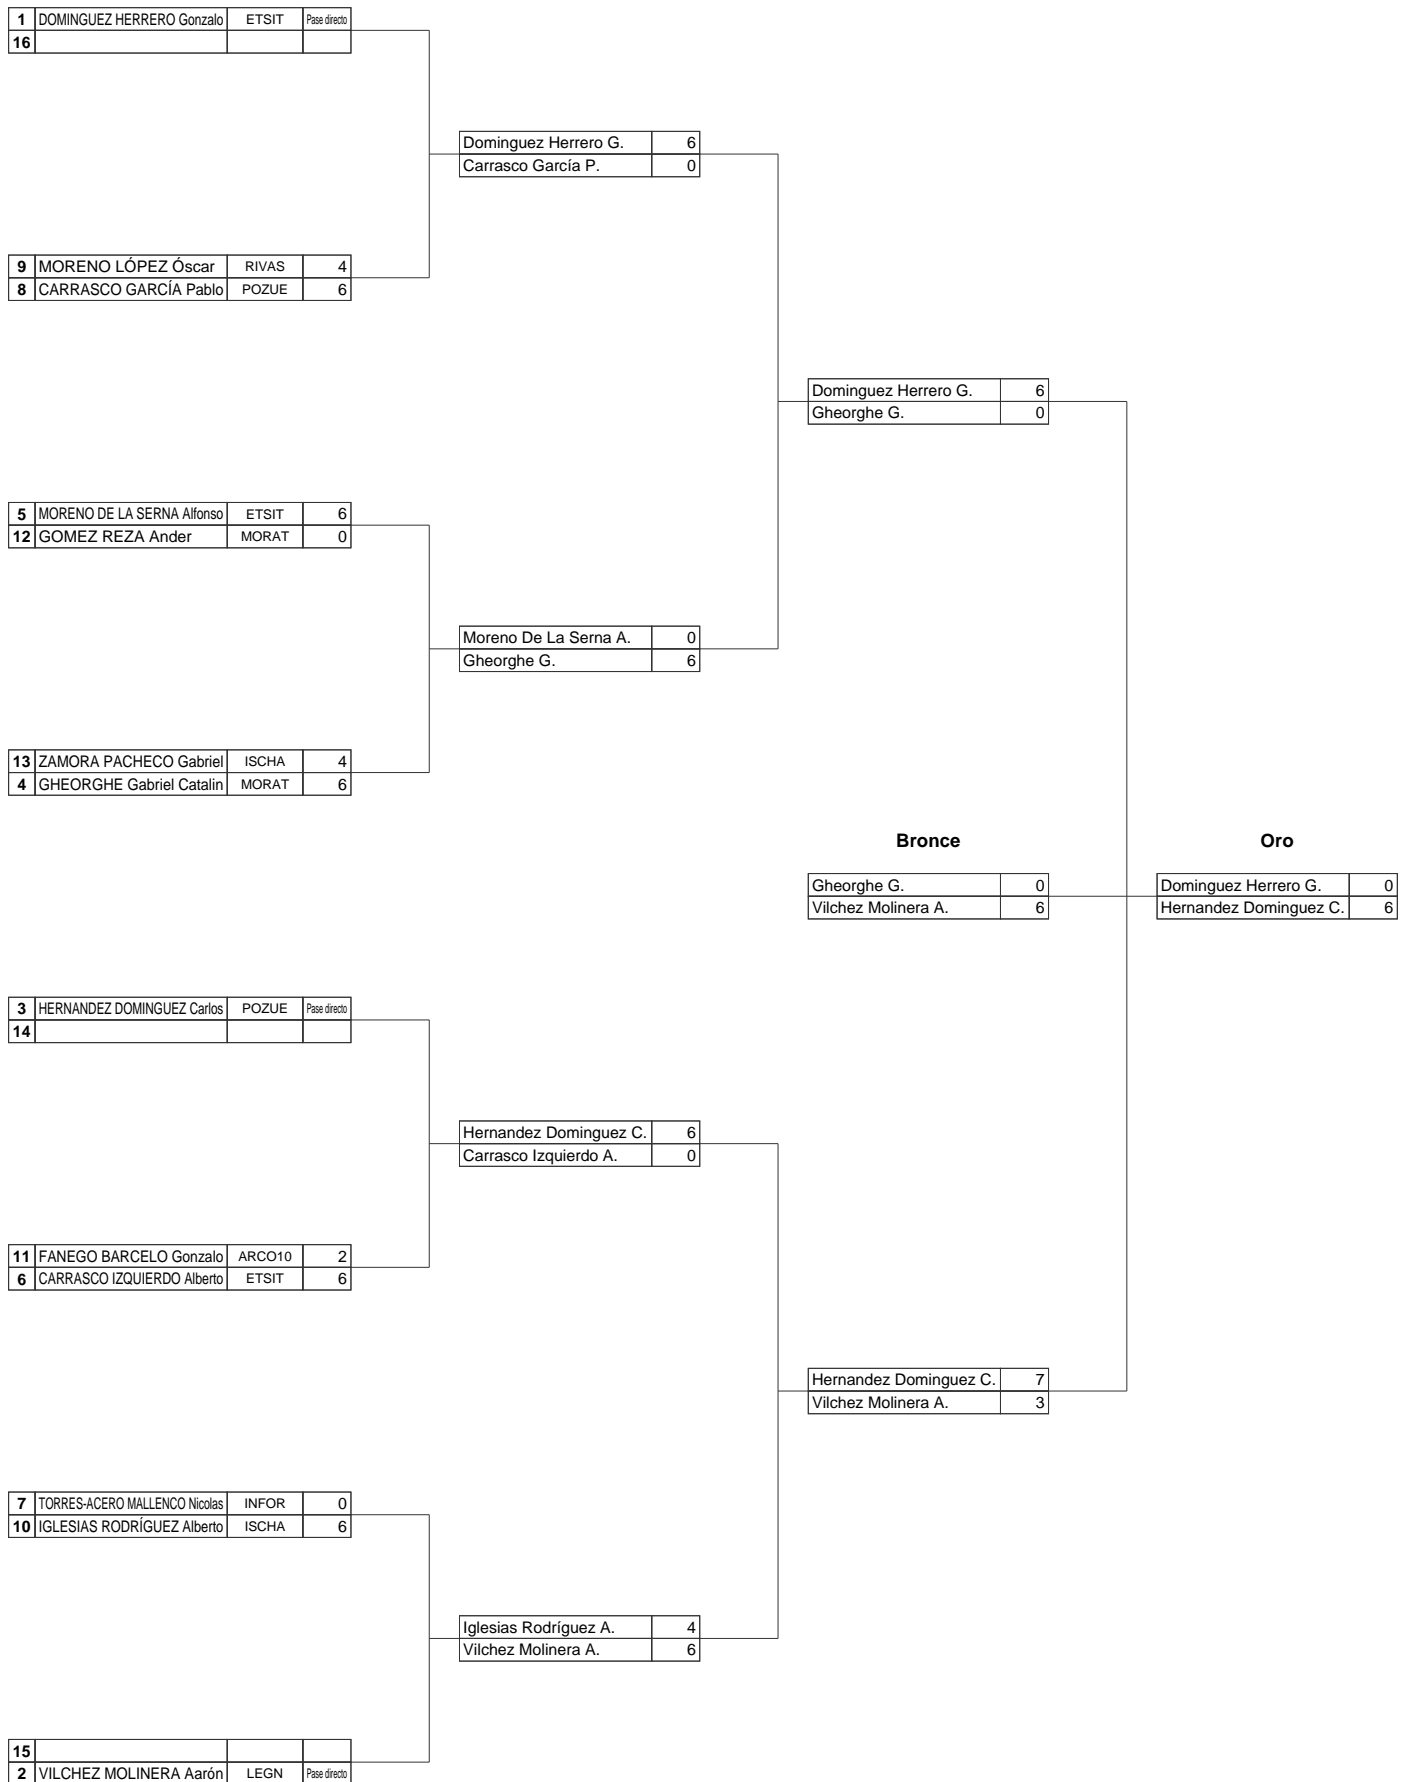 1 DOMINGUEZ HERRERO Gonzalo ETSIT Pase directo
16
Dominguez Herrero G. 6
Carrasco García P. 0
9 MORENO LÓPEZ Óscar RIVAS 4
8 CARRASCO GARCÍA Pablo POZUE 6
Dominguez Herrero G. 6
Gheorghe G. 0
5 MORENO DE LA SERNA Alfonso ETSIT 6
12 GOMEZ REZA Ander MORAT 0
Moreno De La Serna A. 0
Gheorghe G. 6
13 ZAMORA PACHECO Gabriel ISCHA 4
4 GHEORGHE Gabriel Catalin MORAT 6
Bronce Oro
Gheorghe G. 0 Dominguez Herrero G. 0
Vilchez Molinera A. 6 Hernandez Dominguez C. 6
3 HERNANDEZ DOMINGUEZ Carlos POZUE Pase directo
14
Hernandez Dominguez C. 6
Carrasco Izquierdo A. 0
11 FANEGO BARCELO Gonzalo ARCO10 2
6 CARRASCO IZQUIERDO Alberto ETSIT 6
Hernandez Dominguez C. 7
Vilchez Molinera A. 3
7 TORRES-ACERO MALLENCO Nicolas INFOR 0
10 IGLESIAS RODRÍGUEZ Alberto ISCHA 6
Iglesias Rodríguez A. 4
Vilchez Molinera A. 6
15
2 VILCHEZ MOLINERA Aarón LEGN Pase directo